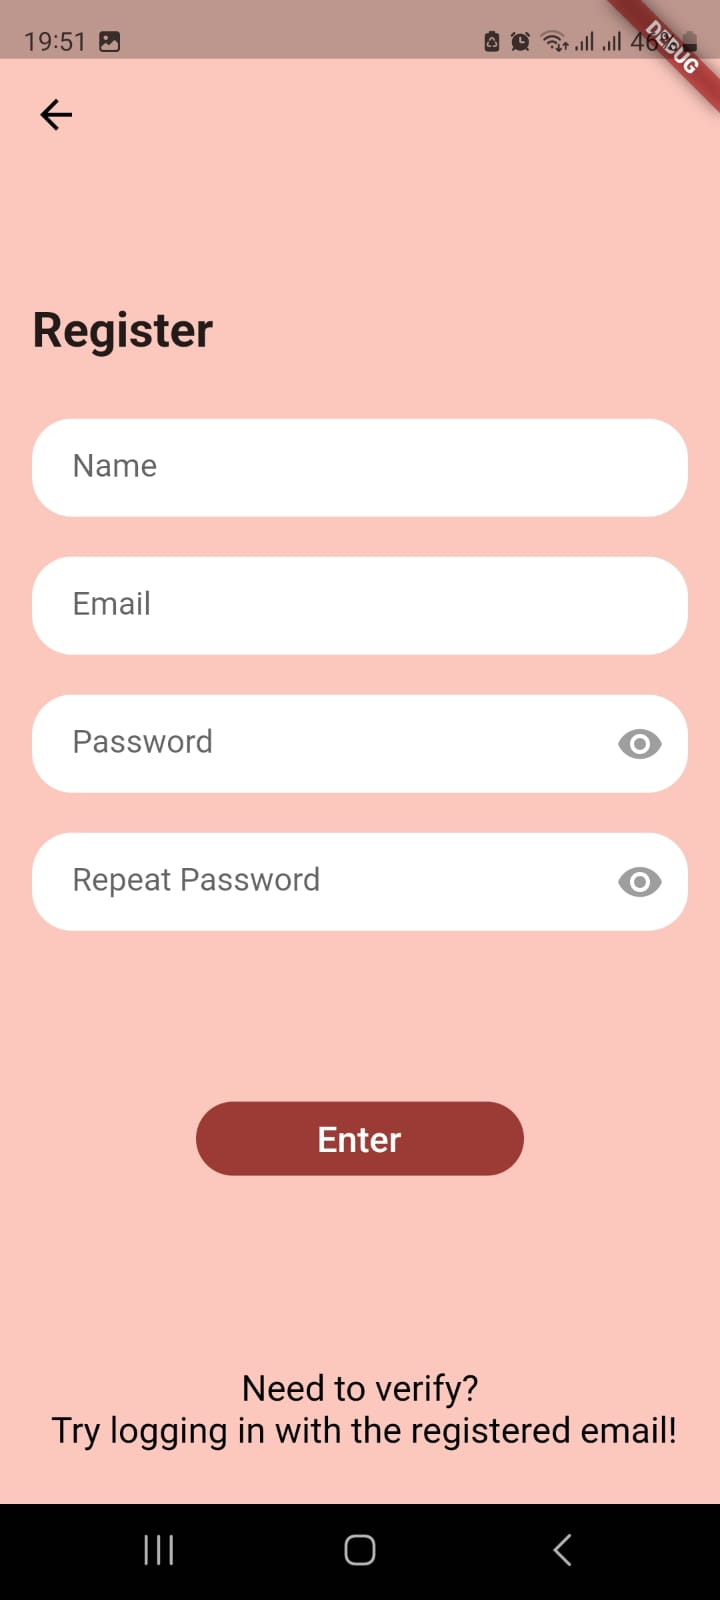 19:51
46%
DEBUG
Register
Name
Email
Password
Repeat Password
Enter
Need to verify?
Try logging in with the registered email!